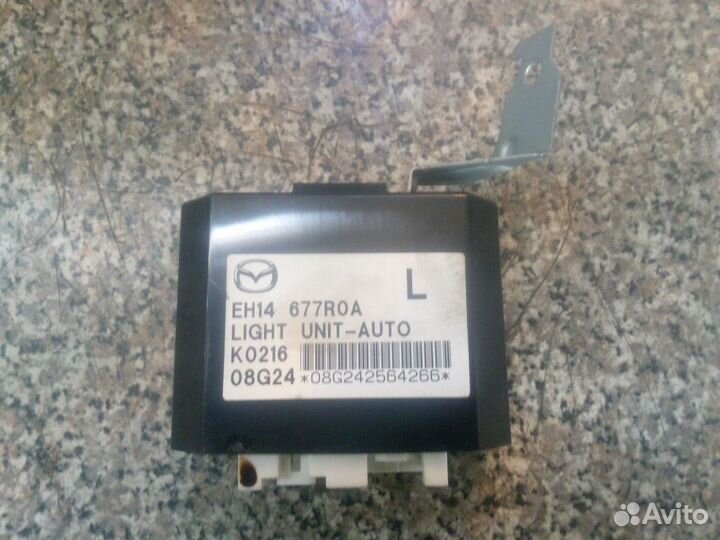 L
EH14 677R0A
LIGHT UNIT-AUTO
K0216
08G24 *08G242564266*
Avito